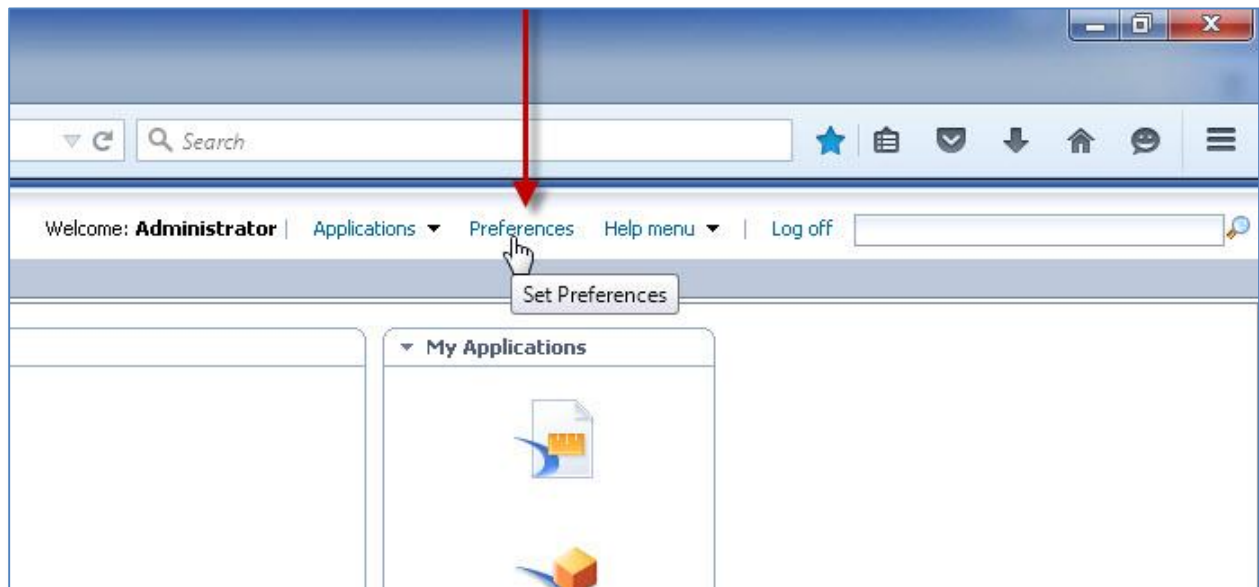 Search
Welcome: Administrator | Applications ▼ Preferences Help menu ▼ | Log off
Set Preferences
My Applications